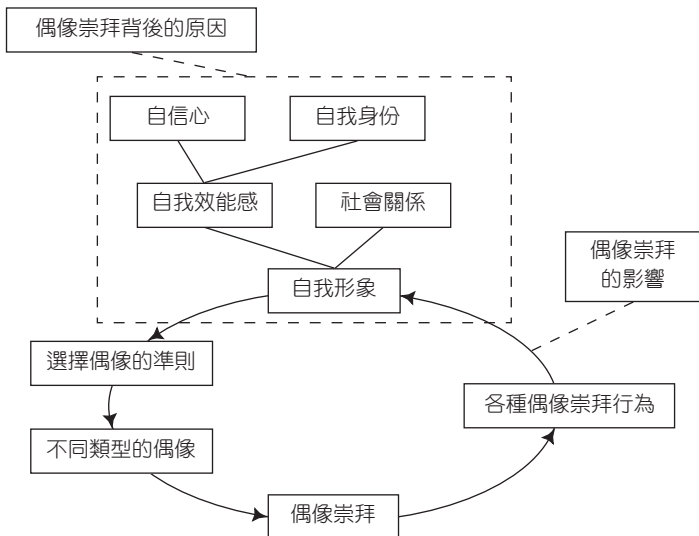 偶像崇拜背後的原因
自信心
自我身份
自我效能感
社會關係
偶像崇拜
的影響
自我形象
選擇偶像的準則
各種偶像崇拜行為
不同類型的偶像
偶像崇拜